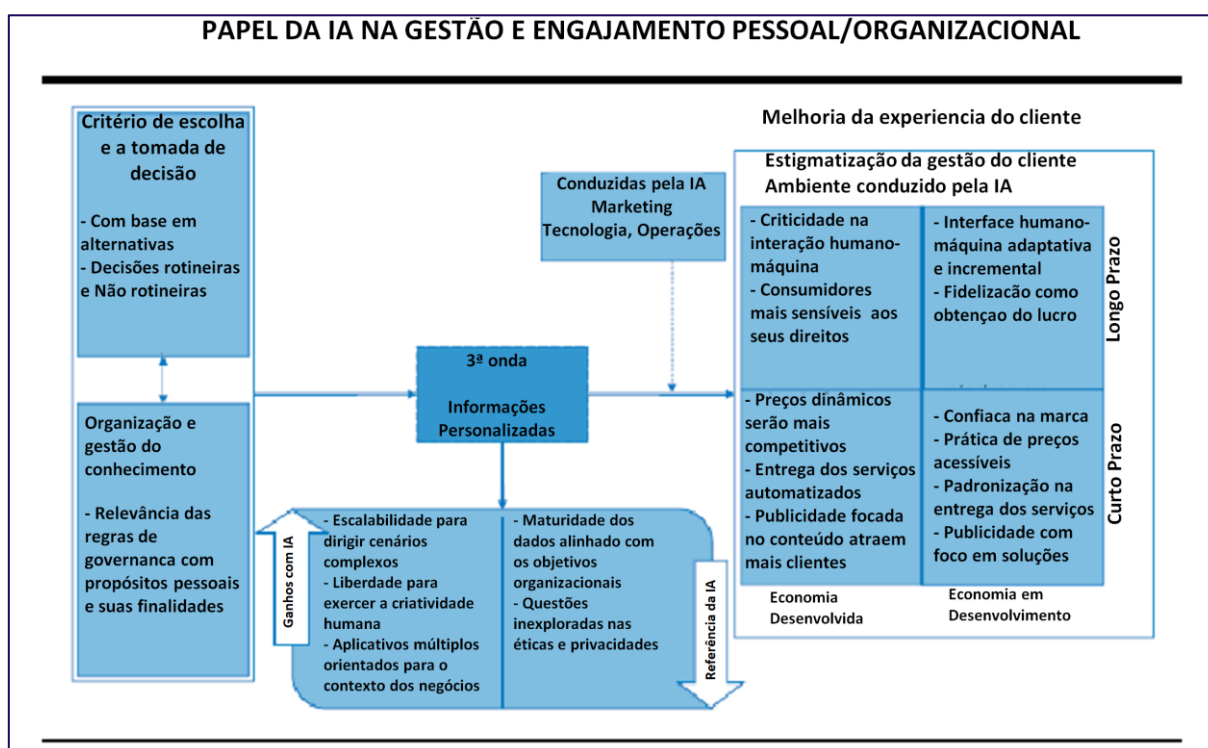 PAPEL DA IA NA GESTÃO E ENGAJAMENTO PESSOAL/ORGANIZACIONAL
Critério de escolha
e a tomada de
decisão
- Com base em
alternativas
- Decisões rotineiras
e Não rotineiras
Organização e
gestão do
conhecimento
- Relevância das
regras de
governanca com
propósitos pessoais
e suas finalidades
3ª onda
Informações
Personalizadas
Conduzidas pela IA
Marketing
Tecnologia, Operações
Ganhos com IA
- Escalabilidade para
dirigir cenários
complexos
- Liberdade para
exercer a criatividade
humana
- Aplicativos múltiplos
orientados para o
contexto dos negócios
- Maturidade dos
dados alinhado com
os objetivos
organizacionais
- Questões
inexploradas nas
éticas e privacidades
Referência da IA
Melhoria da experiencia do cliente
Estigmatização da gestão do cliente
Ambiente conduzido pela IA
- Criticidade na
interação humano-
máquina
- Consumidores
mais sensíveis aos
seus direitos
- Interface humano-
máquina adaptativa
e incremental
- Fidelizacão como
obtençao do lucro
Longo Prazo
- Preços dinâmicos
serão mais
competitivos
- Entrega dos serviços
automatizados
- Publicidade focada
no conteúdo atraem
mais clientes
- Confiaca na marca
- Prática de preços
acessíveis
- Padronização na
entrega dos serviços
- Publicidade com
foco em soluções
Curto Prazo
Economia
Desenvolvida
Economia em
Desenvolvimento